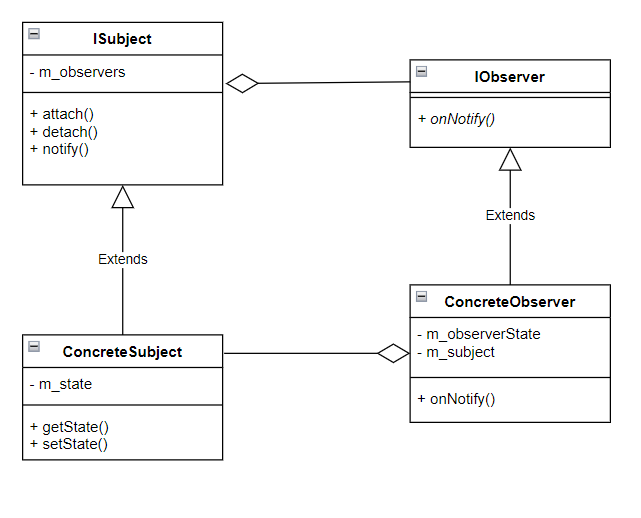 ISubject
- m_observers
+ attach()
+ detach()
+ notify()
IObserver
+ onNotify()
Extends
Extends
ConcreteSubject
- m_state
+ getState()
+ setState()
ConcreteObserver
- m_observerState
- m_subject
+ onNotify()